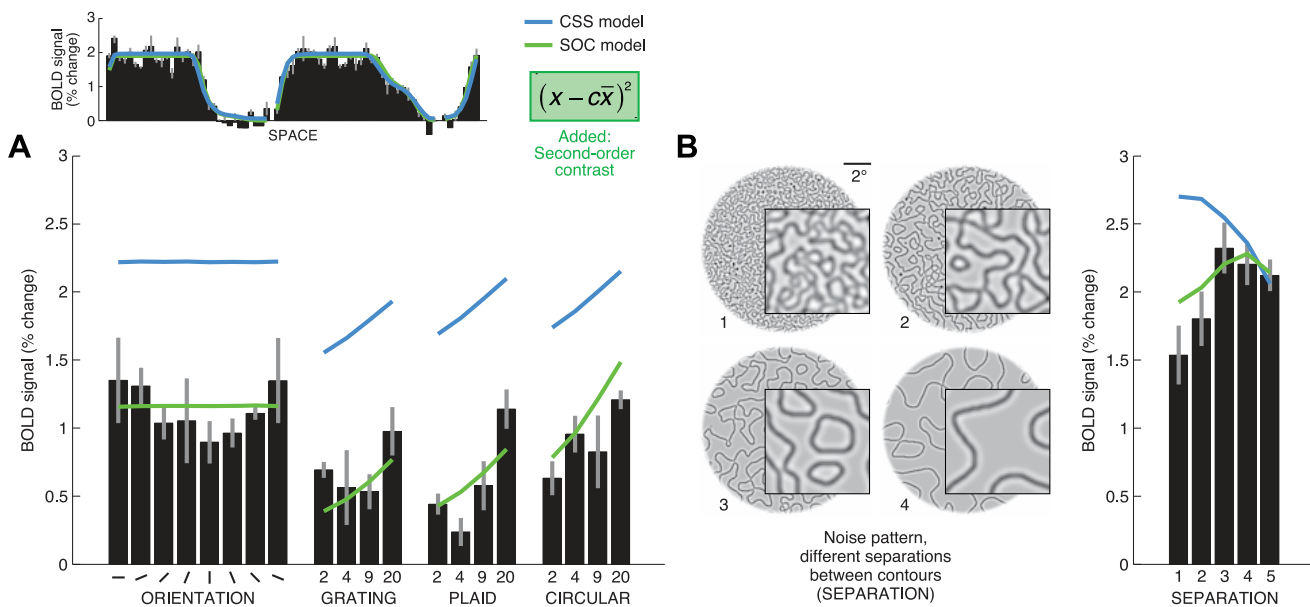 3
2
1
0
BOLD signal
(% change)
SPACE
CSS model
SOC model
(x − cx̄)²
Added:
Second-order
contrast
A
3
2.5
2
1.5
1
0.5
0
BOLD signal (% change)
ORIENTATION
2 4 9 20
GRATING
2 4 9 20
PLAID
2 4 9 20
CIRCULAR
B
2°
1
2
3
4
Noise pattern,
different separations
between contours
(SEPARATION)
3
2.5
2
1.5
1
0.5
0
BOLD signal (% change)
1 2 3 4 5
SEPARATION